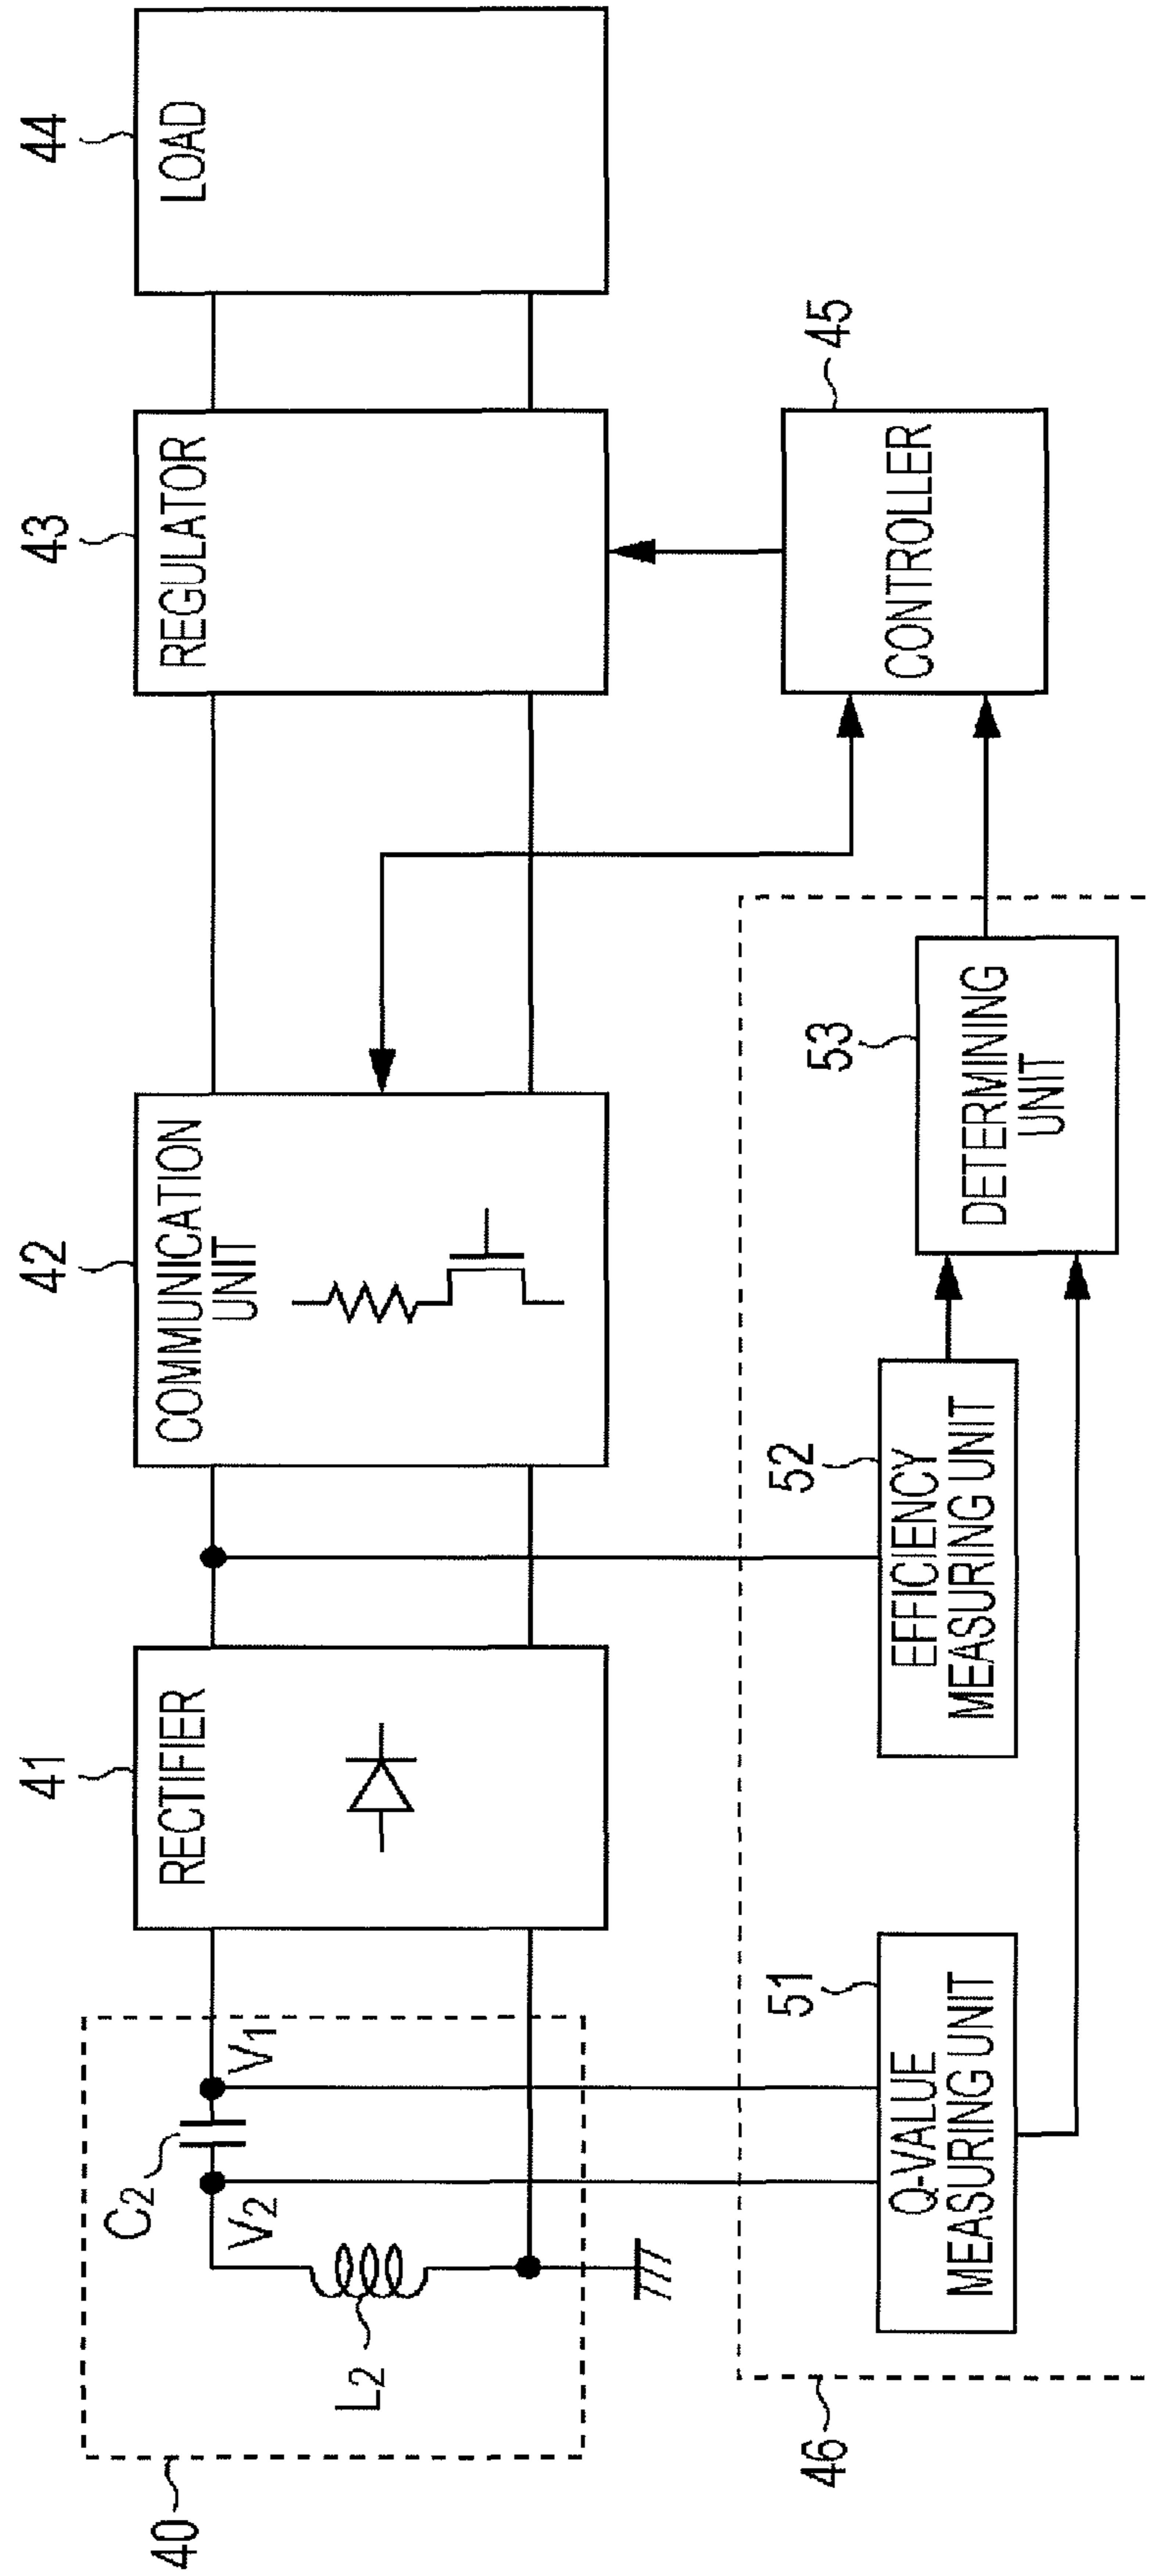 40
C2
V2
V1
L2
41
RECTIFIER
42
COMMUNICATION
UNIT
43
REGULATOR
44
LOAD
45
CONTROLLER
46
51
Q-VALUE
MEASURING UNIT
52
EFFICIENCY
MEASURING UNIT
53
DETERMINING
UNIT